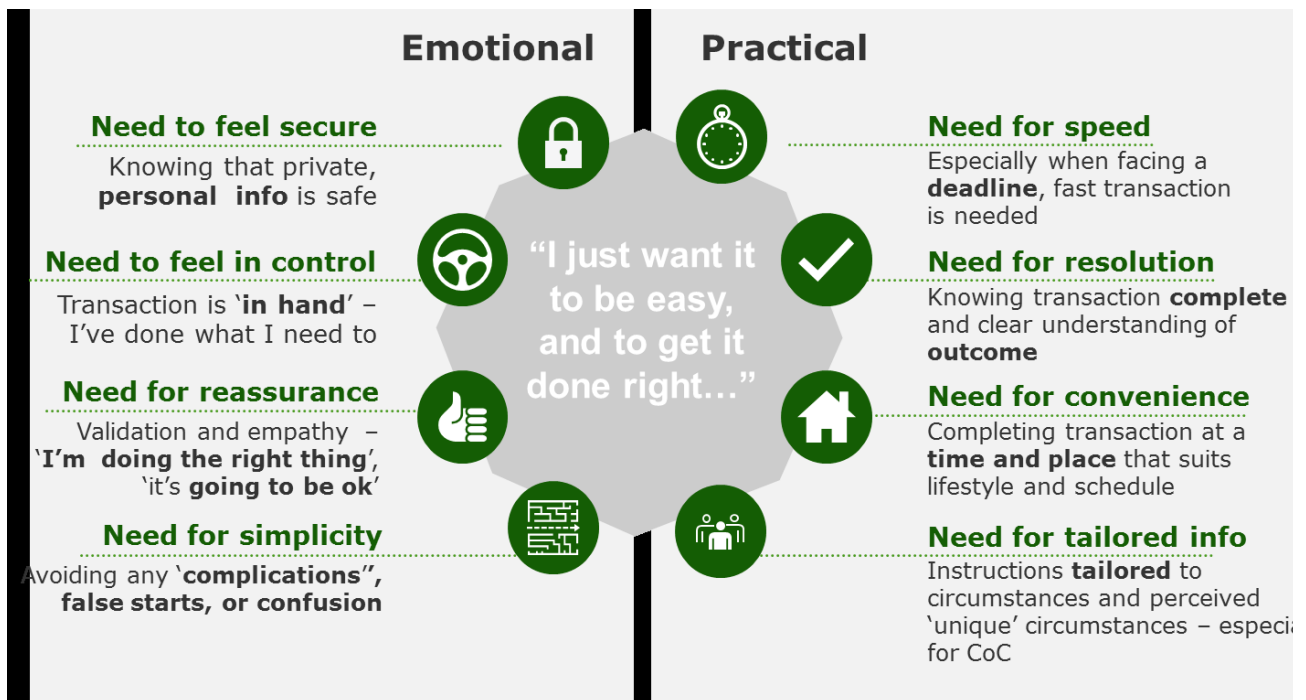 Emotional
Need to feel secure
Knowing that private,
personal info is safe
Need to feel in control
Transaction is ‘in hand’ –
I’ve done what I need to
Need for reassurance
Validation and empathy –
‘I’m doing the right thing’,
‘it’s going to be ok’
Need for simplicity
Avoiding any ‘complications”,
false starts, or confusion
“I just want it
to be easy,
and to get it
done right…”
Practical
Need for speed
Especially when facing a
deadline, fast transaction
is needed
Need for resolution
Knowing transaction complete
and clear understanding of
outcome
Need for convenience
Completing transaction at a
time and place that suits
lifestyle and schedule
Need for tailored info
Instructions tailored to
circumstances and perceived
‘unique’ circumstances – especia
for CoC